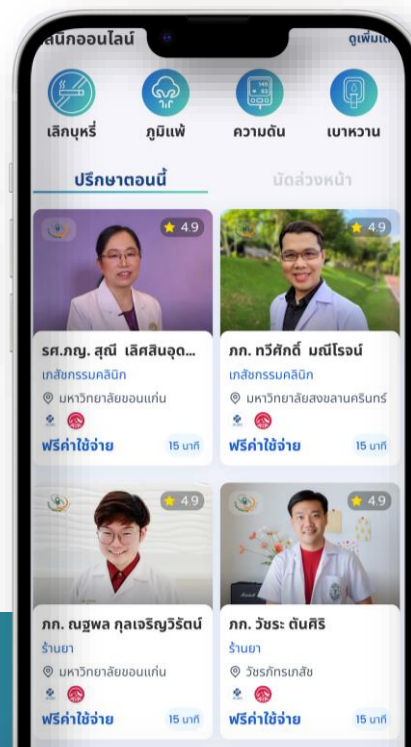 ดูเพิ่มเติม
เลิกบุหรี่
ภูมิแพ้
ความดัน
เบาหวาน
ปรึกษาตอนนี้
นัดล่วงหน้า
4.9
4.9
รศ.ภญ. สุณี เลิศสินอุด...
ภก. ทวีศักดิ์ มณีโรจน์
เภสัชกรรมคลินิก
เภสัชกรรมคลินิก
มหาวิทยาลัยขอนแก่น
มหาวิทยาลัยสงขลานครินทร์
ฟรีค่าใช้จ่าย
15 นาที
ฟรีค่าใช้จ่าย
15 นาที
4.9
4.9
ภก. ณฐพล กุลเจริญวิรัตน์
ภก. วัชระ ตันศิริ
ร้านยา
ร้านยา
มหาวิทยาลัยขอนแก่น
วัชรภัทรเภสัช
ฟรีค่าใช้จ่าย
15 นาที
ฟรีค่าใช้จ่าย
15 นาที